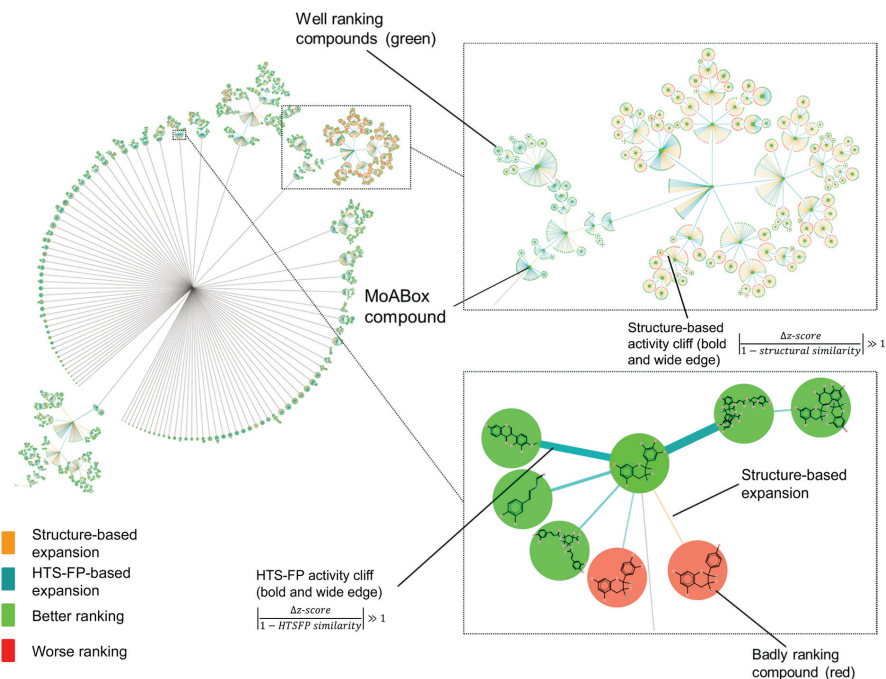 Well ranking
compounds (green)
MoABox
compound
Structure-based
activity cliff (bold
and wide edge)
|Δz-score / 1 − structural similarity| ≫ 1
Structure-based
expansion
HTS-FP activity cliff
(bold and wide edge)
|Δz-score / 1 − HTSFP similarity| ≫ 1
Badly ranking
compound (red)
Structure-based
expansion
HTS-FP-based
expansion
Better ranking
Worse ranking